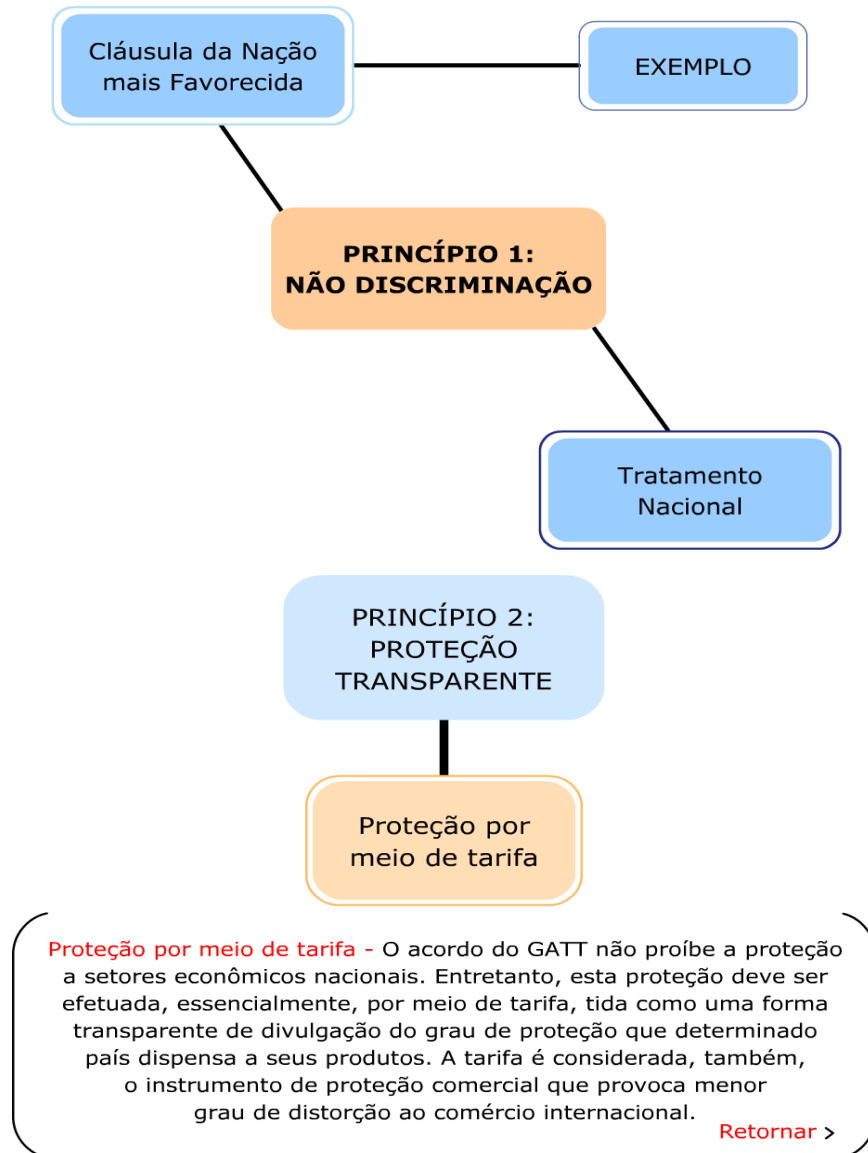 Cláusula da Nação
mais Favorecida
EXEMPLO
PRINCÍPIO 1:
NÃO DISCRIMINAÇÃO
Tratamento
Nacional
PRINCÍPIO 2:
PROTEÇÃO
TRANSPARENTE
Proteção por
meio de tarifa
Proteção por meio de tarifa - O acordo do GATT não proíbe a proteção
a setores econômicos nacionais. Entretanto, esta proteção deve ser
efetuada, essencialmente, por meio de tarifa, tida como uma forma
transparente de divulgação do grau de proteção que determinado
país dispensa a seus produtos. A tarifa é considerada, também,
o instrumento de proteção comercial que provoca menor
grau de distorção ao comércio internacional.
Retornar >